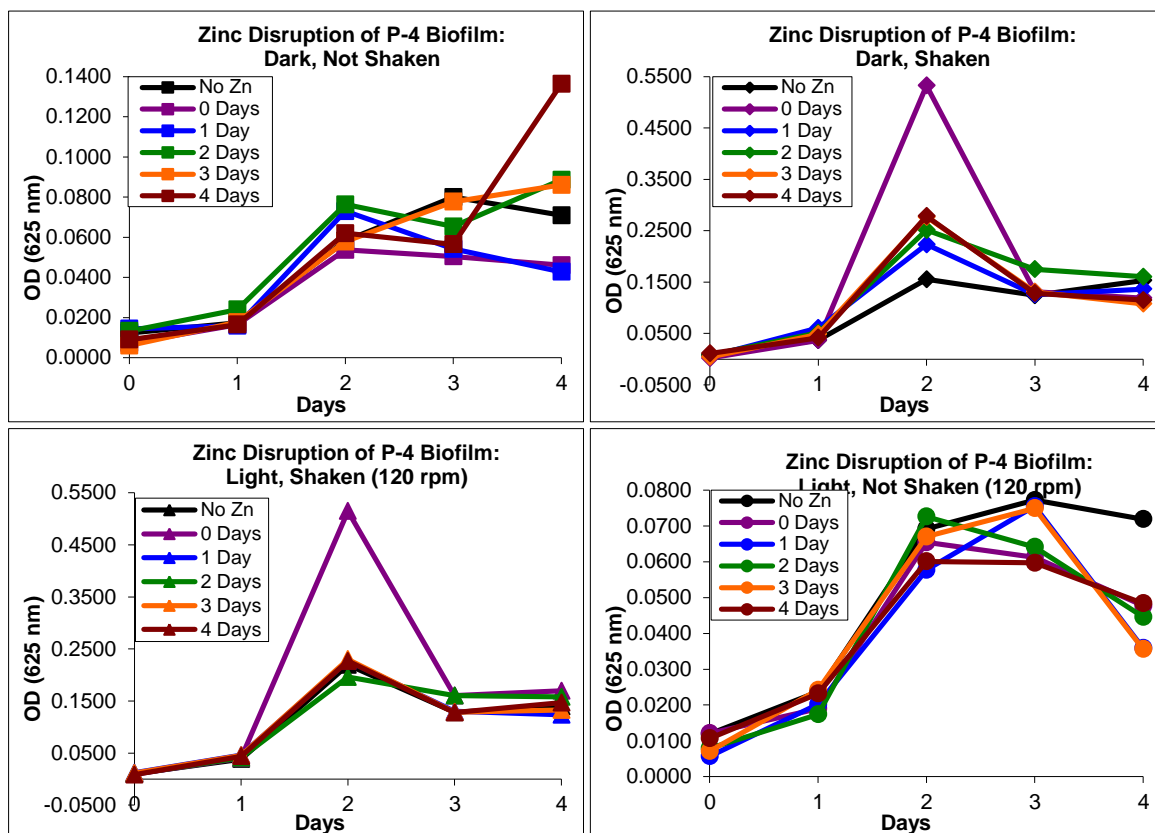 Zinc Disruption of P-4 Biofilm:
Dark, Not Shaken
0.1400
0.1200
0.1000
0.0800
0.0600
0.0400
0.0200
0.0000
OD (625 nm)
No Zn
0 Days
1 Day
2 Days
3 Days
4 Days
0 1 2 3 4
Days
Zinc Disruption of P-4 Biofilm:
Dark, Shaken
0.5500
0.4500
0.3500
0.2500
0.1500
0.0500
-0.0500
OD (625 nm)
No Zn
0 Days
1 Day
2 Days
3 Days
4 Days
0 1 2 3 4
Days
Zinc Disruption of P-4 Biofilm:
Light, Shaken (120 rpm)
0.5500
0.4500
0.3500
0.2500
0.1500
0.0500
-0.0500
OD (625 nm)
No Zn
0 Days
1 Day
2 Days
3 Days
4 Days
0 1 2 3 4
Days
Zinc Disruption of P-4 Biofilm:
Light, Not Shaken (120 rpm)
0.0800
0.0700
0.0600
0.0500
0.0400
0.0300
0.0200
0.0100
0.0000
OD (625 nm)
No Zn
0 Days
1 Day
2 Days
3 Days
4 Days
0 1 2 3 4
Days